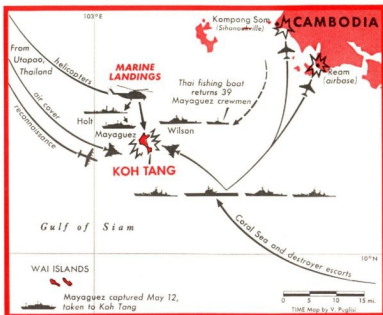 103°E
Kompong Som
(Sihanoukville)
CAMBODIA
From
Utapao,
Thailand
helicopters
MARINE
LANDINGS
Ream
(airbase)
Thai fishing boat
returns 39
Mayaguez crewmen
air cover
reconnaissance
Holt
Mayaguez
Wilson
KOH TANG
Gulf of Siam
Coral Sea and destroyer escorts
10°N
WAI ISLANDS
Mayaguez captured May 12,
taken to Koh Tang
0 5 10 15 mi.
TIME Map by V. Puglisi